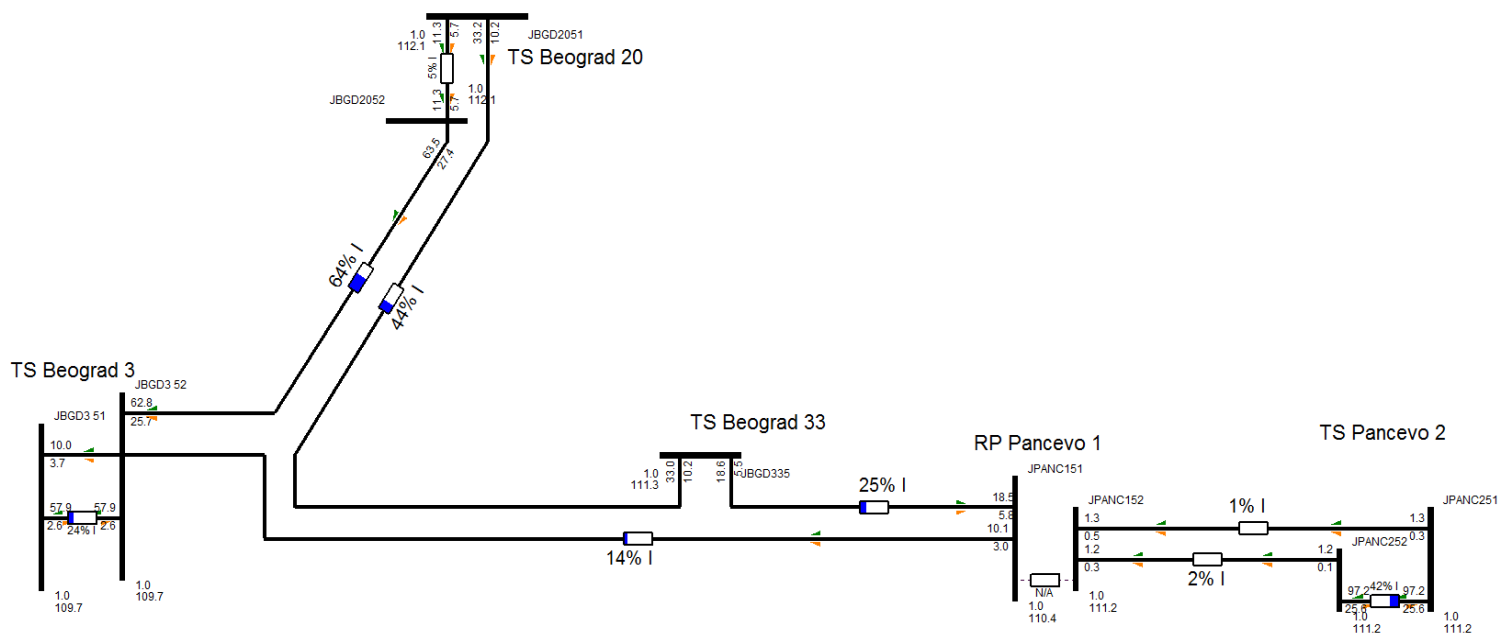 11.3
5.7
33.2
10.2
1.0
112.1
JBGD2051
TS Beograd 20
5% I
11.3
5.7
1.0
112.1
JBGD2052
63.5
27.4
64% I
44% I
TS Beograd 3
JBGD3 52
62.8
25.7
JBGD3 51
10.0
3.7
57.9
57.9
2.6
24% I
2.6
1.0
109.7
1.0
109.7
TS Beograd 33
1.0
111.3
33.0
10.2
18.6
5.5
JBGD335
25% I
14% I
RP Pancevo 1
JPANC151
18.5
5.8
10.1
3.0
N/A
1.0
110.4
JPANC152
1.3
0.5
1.2
0.3
1.0
111.2
1% I
2% I
TS Pancevo 2
JPANC251
1.3
0.3
JPANC252
1.2
0.1
97.2
42% I
97.2
25.6
25.6
1.0
111.2
1.0
111.2